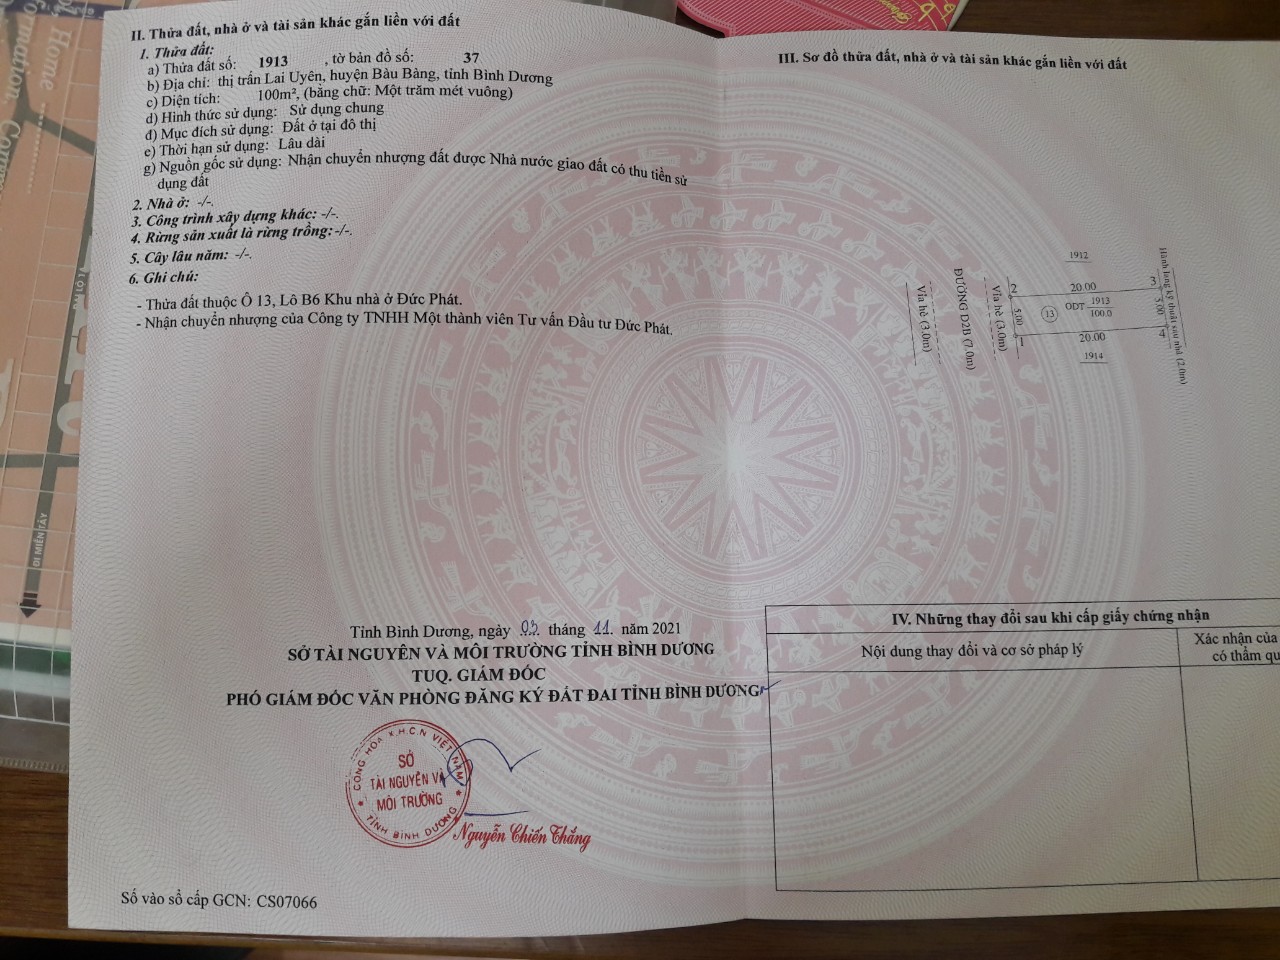 II. Thửa đất, nhà ở và tài sản khác gắn liền với đất
1. Thửa đất:
a) Thửa đất số: 1913 , tờ bản đồ số: 37
b) Địa chỉ: thị trấn Lai Uyên, huyện Bàu Bàng, tỉnh Bình Dương
c) Diện tích: 100m², (bằng chữ: Một trăm mét vuông)
d) Hình thức sử dụng: Sử dụng chung
đ) Mục đích sử dụng: Đất ở tại đô thị
e) Thời hạn sử dụng: Lâu dài
g) Nguồn gốc sử dụng: Nhận chuyển nhượng đất được Nhà nước giao đất có thu tiền sử
dụng đất
2. Nhà ở: -/-.
3. Công trình xây dựng khác: -/-.
4. Rừng sản xuất là rừng trồng: -/-.
5. Cây lâu năm: -/-.
6. Ghi chú:
- Thửa đất thuộc Ô 13, Lô B6 Khu nhà ở Đức Phát.
- Nhận chuyển nhượng của Công ty TNHH Một thành viên Tư vấn Đầu tư Đức Phát.
Tỉnh Bình Dương, ngày 03 tháng 11 năm 2021
SỞ TÀI NGUYÊN VÀ MÔI TRƯỜNG TỈNH BÌNH DƯƠNG
TUQ. GIÁM ĐỐC
PHÓ GIÁM ĐỐC VĂN PHÒNG ĐĂNG KÝ ĐẤT ĐAI TỈNH BÌNH DƯƠNG
CỘNG HÒA X.H.C.N VIỆT NAM
SỞ
TÀI NGUYÊN VÀ
MÔI TRƯỜNG
TỈNH BÌNH DƯƠNG
Nguyễn Chiến Thắng
Số vào sổ cấp GCN: CS07066
III. Sơ đồ thửa đất, nhà ở và tài sản khác gắn liền với đất
1912
Vỉa hè (3.0m)
ĐƯỜNG D2B (7.0m)
Vỉa hè (3.0m)
2
20.00
3
5.00
13
ODT
1913
100.0
5.00
1
20.00
4
1914
Hành lang kỹ thuật sau nhà (2.0m)
IV. Những thay đổi sau khi cấp giấy chứng nhận
Nội dung thay đổi và cơ sở pháp lý
Xác nhận của
có thẩm qu
ĐI MIỀN TÂY
Home